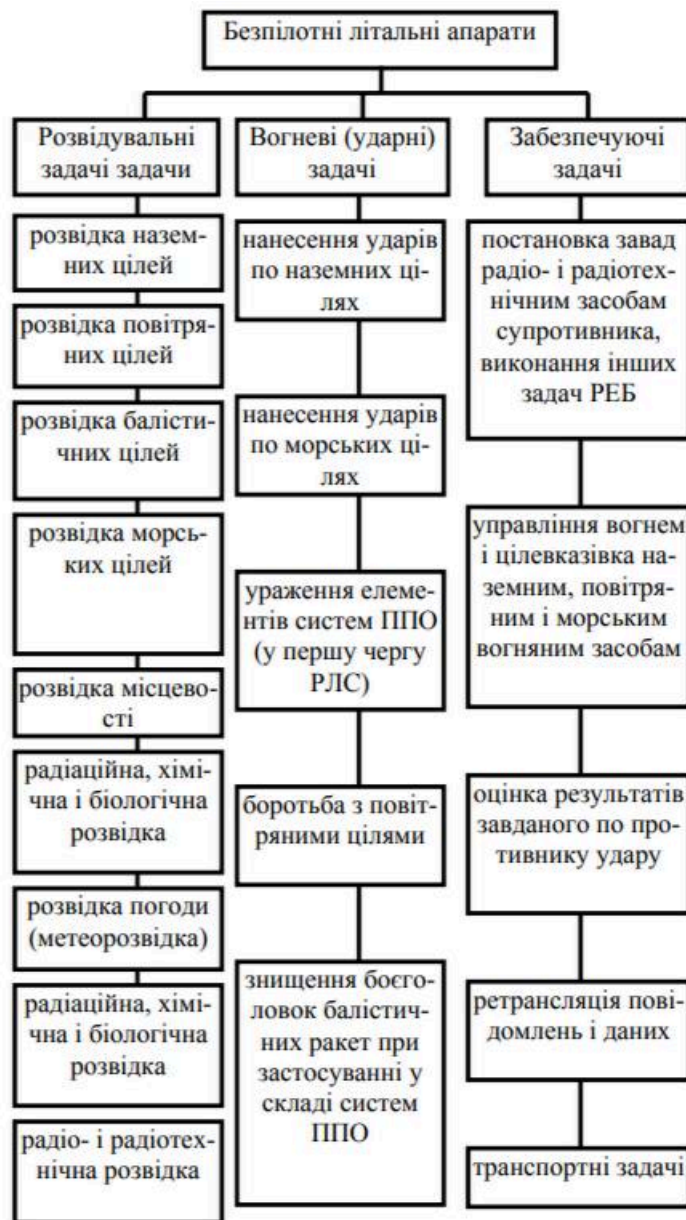 Безпілотні літальні апарати
Розвідувальні
задачі задачи
розвідка назем-
них цілей
розвідка повітря-
них цілей
розвідка балісти-
чних цілей
розвідка морсь-
ких цілей
розвідка місцево-
сті
радіаційна, хімі-
чна і біологічна
розвідка
розвідка погоди
(метеорозвідка)
радіаційна, хімі-
чна і біологічна
розвідка
радіо- і радіотех-
нічна розвідка
Вогневі (ударні)
задачі
нанесення ударів
по наземних ці-
лях
нанесення ударів
по морських ці-
лях
ураження елеме-
нтів систем ППО
(у першу чергу
РЛС)
боротьба з повіт-
ряними цілями
знищення боєго-
ловок балістич-
них ракет при
застосуванні у
складі систем
ППО
Забезпечуючі
задачі
постановка завад
радіо- і радіотех-
нічним засобам
супротивника,
виконання інших
задач РЕБ
управління вогнем
і цілевказівка на-
земним, повітря-
ним і морським
вогняним засобам
оцінка результатів
завданого по про-
тивнику удару
ретрансляція пові-
домлень і даних
транспортні задачі